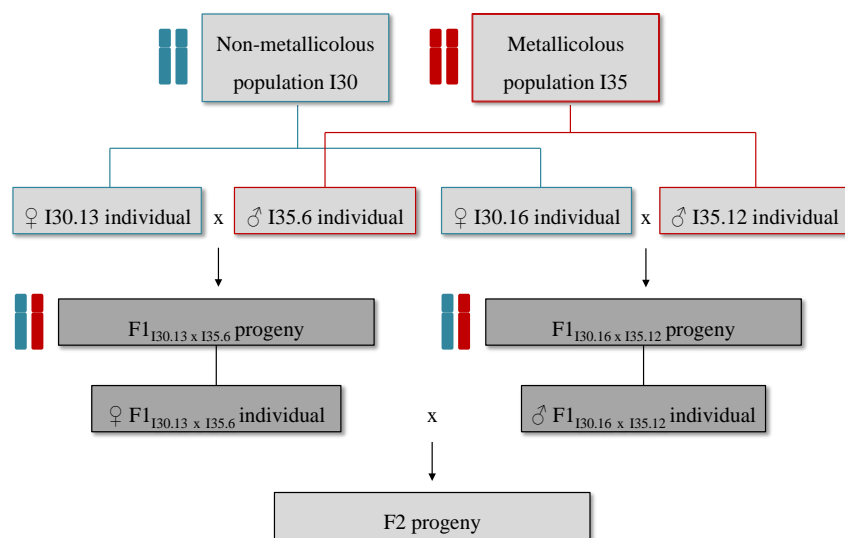 Non-metallicolous
population I30
Metallicolous
population I35
♀ I30.13 individual
x
♂ I35.6 individual
♀ I30.16 individual
x
♂ I35.12 individual
F1I30.13 x I35.6 progeny
F1I30.16 x I35.12 progeny
♀ F1I30.13 x I35.6 individual
x
♂ F1I30.16 x I35.12 individual
F2 progeny